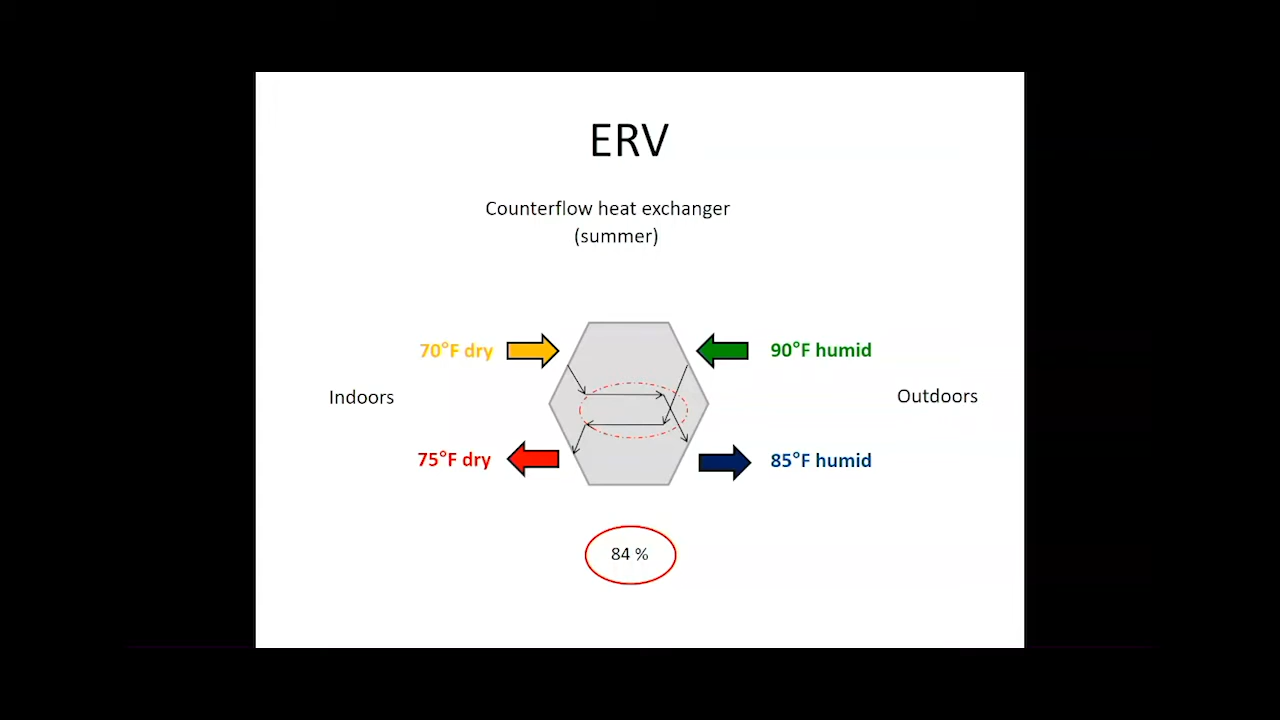 ERV
Counterflow heat exchanger
(summer)
70°F dry
90°F humid
Indoors
Outdoors
75°F dry
85°F humid
84 %